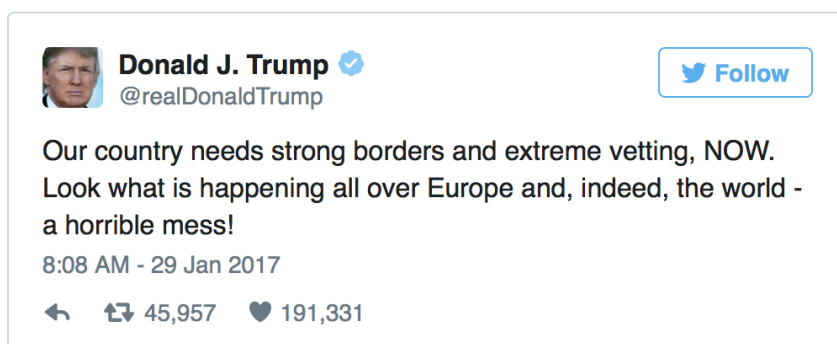 Donald J. Trump
Follow
@realDonaldTrump
Our country needs strong borders and extreme vetting, NOW.
Look what is happening all over Europe and, indeed, the world -
a horrible mess!
8:08 AM - 29 Jan 2017
45,957 191,331